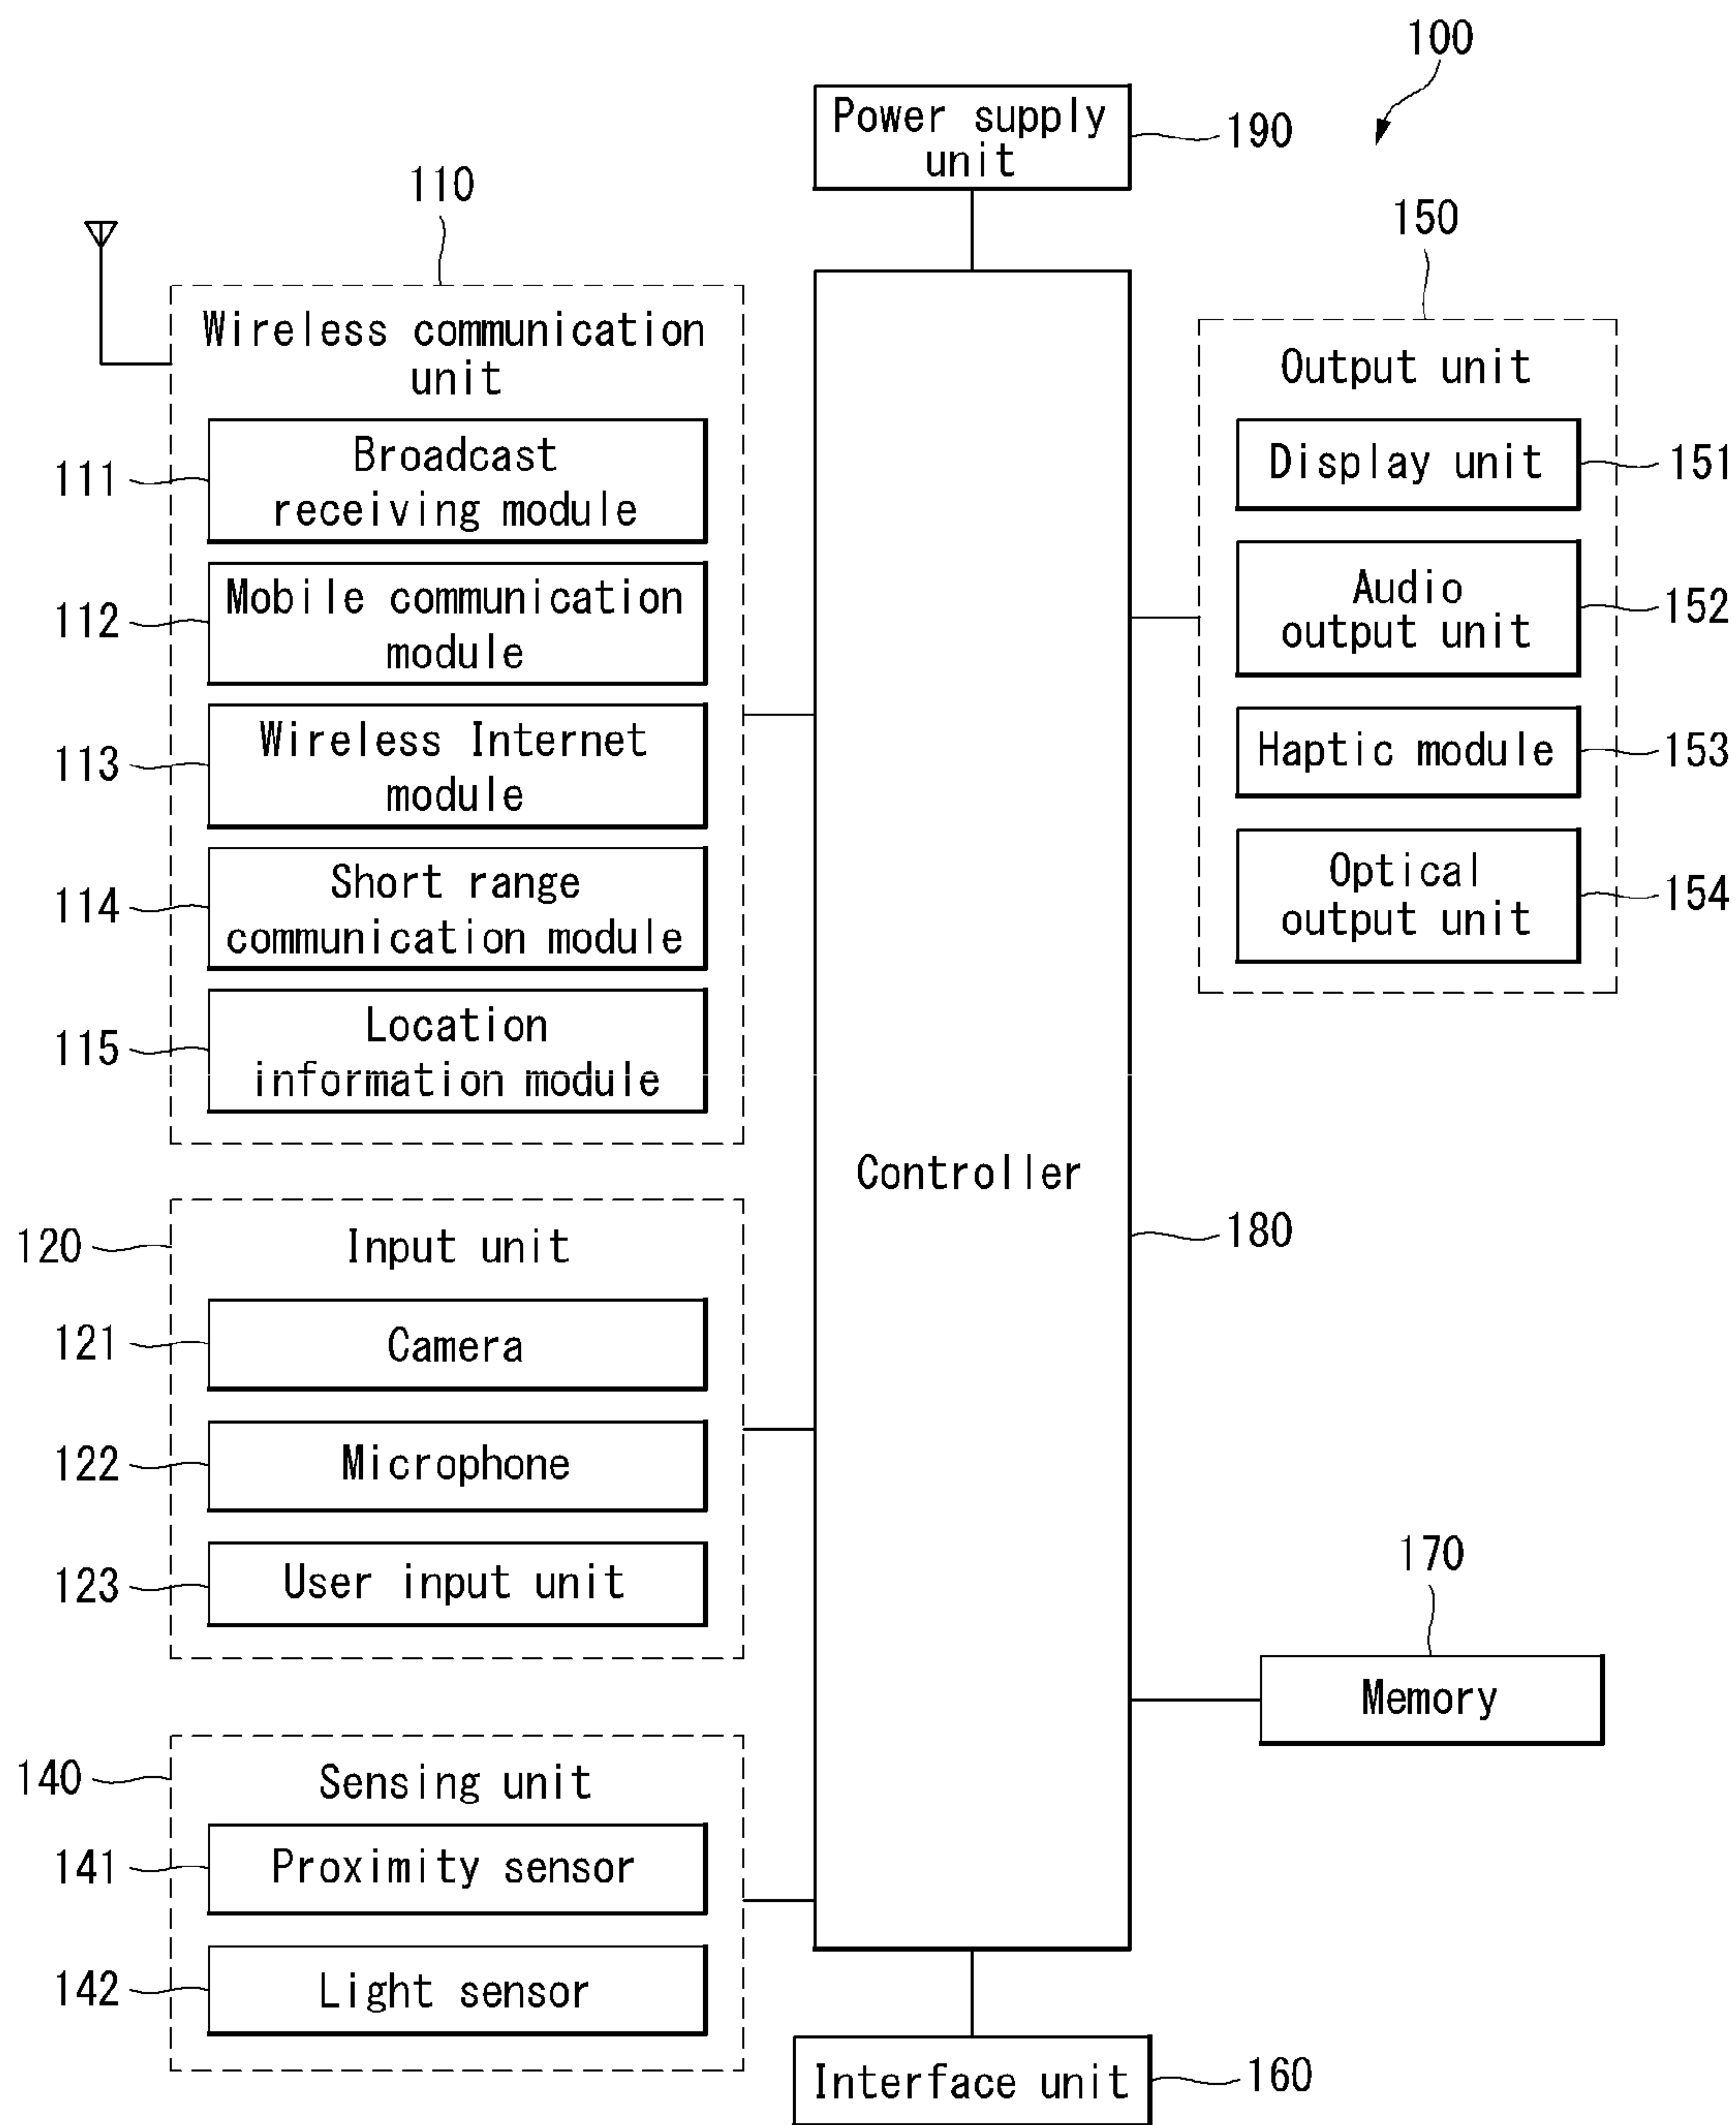 100
Power supply
unit
190
110
Wireless communication
unit
111
Broadcast
receiving module
112
Mobile communication
module
113
Wireless Internet
module
114
Short range
communication module
115
Location
information module
120
Input unit
121
Camera
122
Microphone
123
User input unit
140
Sensing unit
141
Proximity sensor
142
Light sensor
Controller
180
150
Output unit
Display unit
151
Audio
output unit
152
Haptic module
153
Optical
output unit
154
170
Memory
Interface unit
160